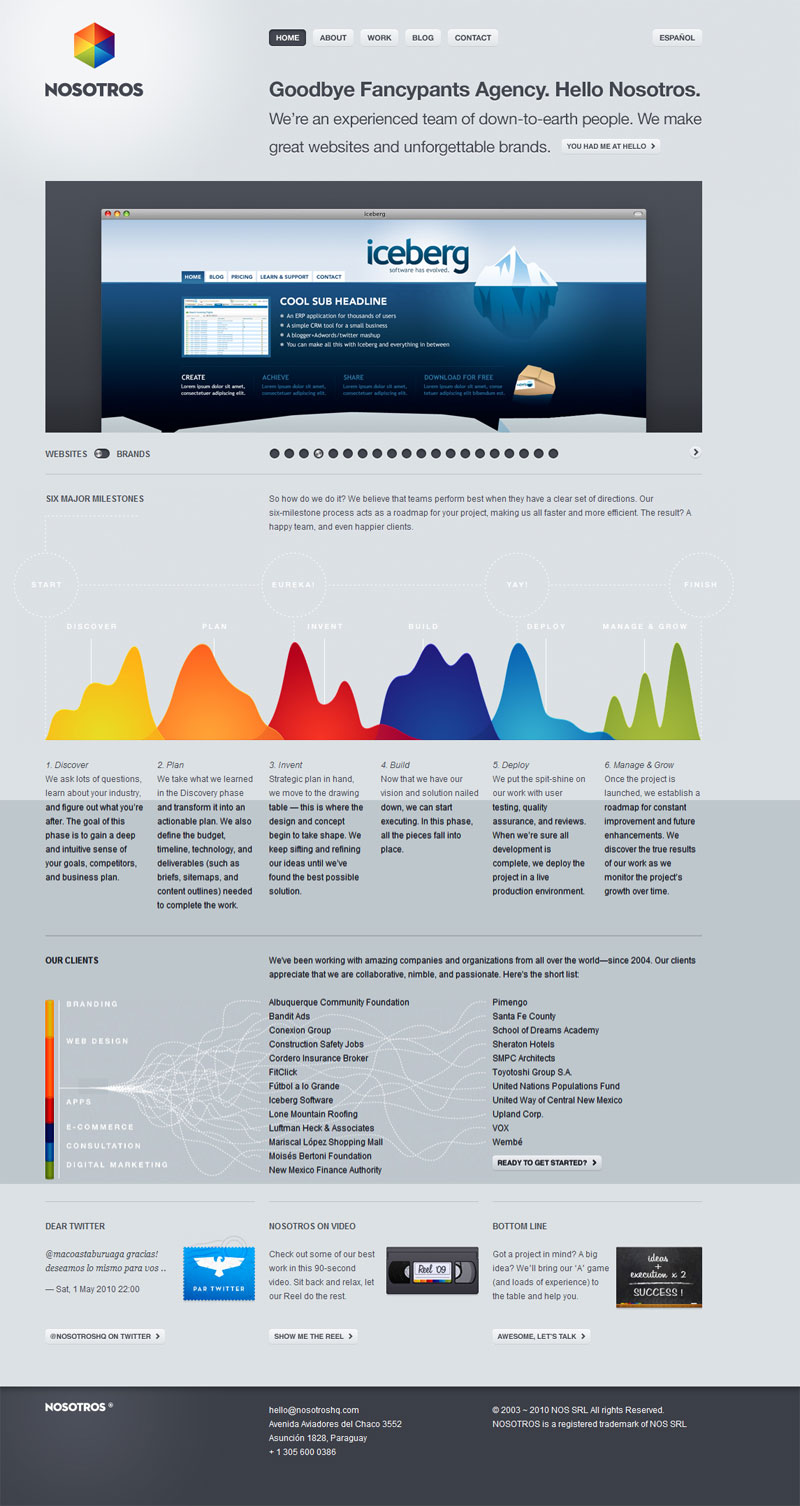 NOSOTROS
HOME ABOUT WORK BLOG CONTACT ESPAÑOL
Goodbye Fancypants Agency. Hello Nosotros.
We're an experienced team of down-to-earth people. We make
great websites and unforgettable brands. YOU HAD ME AT HELLO
Iceberg
iceberg
software has evolved.
HOME BLOG PRICING LEARN & SUPPORT CONTACT
COOL SUB HEADLINE
An ERP application for thousands of users
A simple CRM tool for a small business
A blogger+Adwords/twitter mashup
You can make all this with Iceberg and everything in between
CREATE ACHIEVE SHARE DOWNLOAD FOR FREE
Lorem ipsum dolor sit amet, Lorem ipsum dolor sit amet, Lorem ipsum dolor sit amet, Lorem ipsum dolor sit amet, conse
consectetuer adipiscing elit. consectetuer adipiscing elit. consectetuer adipiscing elit. ctetuer adipiscing elit bibendum est.
WEBSITES BRANDS
SIX MAJOR MILESTONES
So how do we do it? We believe that teams perform best when they have a clear set of directions. Our
six-milestone process acts as a roadmap for your project, making us all faster and more efficient. The result? A
happy team, and even happier clients.
START EUREKA! YAY! FINISH
DISCOVER PLAN INVENT BUILD DEPLOY MANAGE & GROW
1. Discover
We ask lots of questions,
learn about your industry,
and figure out what you're
after. The goal of this
phase is to gain a deep
and intuitive sense of
your goals, competitors,
and business plan.
2. Plan
We take what we learned
in the Discovery phase
and transform it into an
actionable plan. We also
define the budget,
timeline, technology, and
deliverables (such as
briefs, sitemaps, and
content outlines) needed
to complete the work.
3. Invent
Strategic plan in hand,
we move to the drawing
table — this is where the
design and concept
begin to take shape. We
keep sifting and refining
our ideas until we've
found the best possible
solution.
4. Build
Now that we have our
vision and solution nailed
down, we can start
executing. In this phase,
all the pieces fall into
place.
5. Deploy
We put the spit-shine on
our work with user
testing, quality
assurance, and reviews.
When we're sure all
development is
complete, we deploy the
project in a live
production environment.
6. Manage & Grow
Once the project is
launched, we establish a
roadmap for constant
improvement and future
enhancements. We
discover the true results
of our work as we
monitor the project's
growth over time.
OUR CLIENTS
We've been working with amazing companies and organizations from all over the world—since 2004. Our clients
appreciate that we are collaborative, nimble, and passionate. Here's the short list:
BRANDING
WEB DESIGN
APPS
E-COMMERCE
CONSULTATION
DIGITAL MARKETING
Albuquerque Community Foundation
Bandit Ads
Conexion Group
Construction Safety Jobs
Cordero Insurance Broker
FitClick
Fútbol a lo Grande
Iceberg Software
Lone Mountain Roofing
Luftman Heck & Associates
Mariscal López Shopping Mall
Moisés Bertoni Foundation
New Mexico Finance Authority
Pimengo
Santa Fe County
School of Dreams Academy
Sheraton Hotels
SMPC Architects
Toyotoshi Group S.A.
United Nations Populations Fund
United Way of Central New Mexico
Upland Corp.
VOX
Wembé
READY TO GET STARTED?
DEAR TWITTER
@macoastaburuaga gracias!
deseamos lo mismo para vos ..
— Sat, 1 May 2010 22:00
PAR TWITTER
@NOSOTROSHQ ON TWITTER
NOSOTROS ON VIDEO
Check out some of our best
work in this 90-second
video. Sit back and relax, let
our Reel do the rest.
Reel '09
SHOW ME THE REEL
BOTTOM LINE
Got a project in mind? A big
idea? We'll bring our 'A' game
(and loads of experience) to
the table and help you.
ideas
+
execution x 2
SUCCESS!
AWESOME, LET'S TALK
NOSOTROS ®
hello@nosotroshq.com
Avenida Aviadores del Chaco 3552
Asunción 1828, Paraguay
+ 1 305 600 0386
© 2003 ~ 2010 NOS SRL All rights Reserved.
NOSOTROS is a registered trademark of NOS SRL